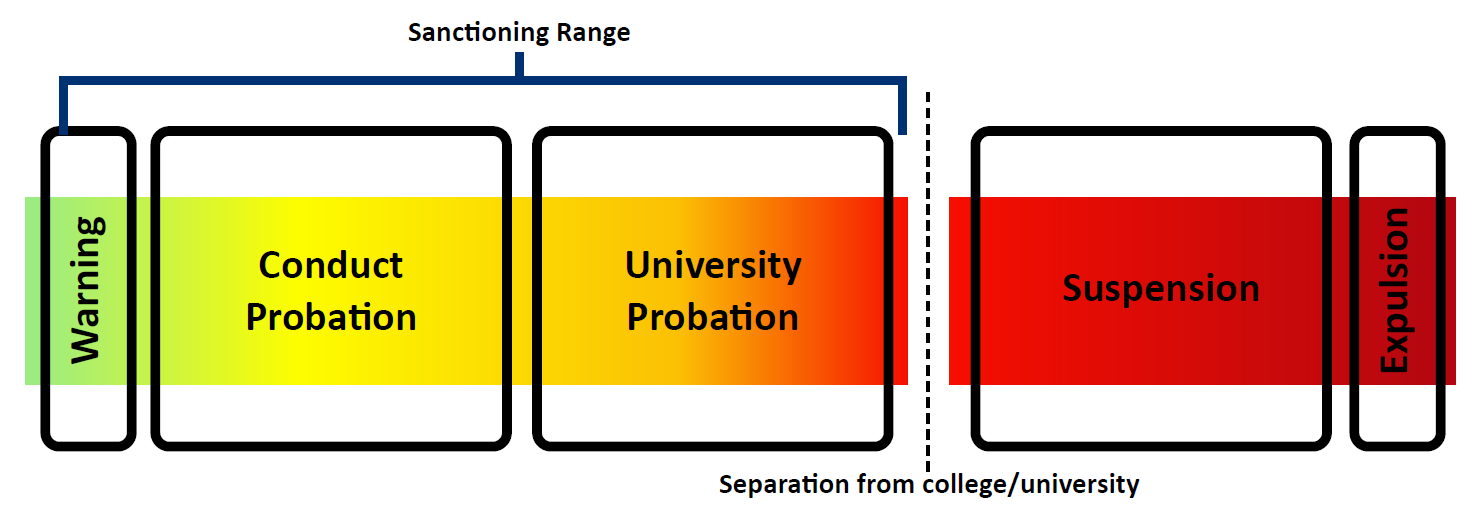 Sanctioning Range
Warning
Conduct
Probation
University
Probation
Suspension
Expulsion
Separation from college/university